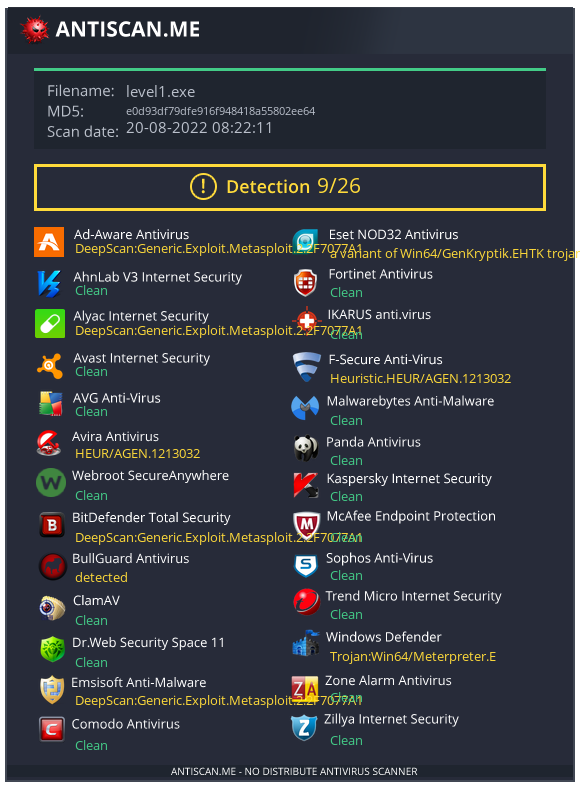 ANTISCAN.ME
Filename: level1.exe
MD5: e0d93df79dfe916f948418a55802ee64
Scan date: 20-08-2022 08:22:11
! Detection 9/26
Ad-Aware Antivirus
DeepScan:Generic.Exploit.Metasploit.2.2F7077A1
AhnLab V3 Internet Security
Clean
Alyac Internet Security
DeepScan:Generic.Exploit.Metasploit.2.2F7077A1
Avast Internet Security
Clean
AVG Anti-Virus
Clean
Avira Antivirus
HEUR/AGEN.1213032
W
Webroot SecureAnywhere
Clean
B
BitDefender Total Security
DeepScan:Generic.Exploit.Metasploit.2.2F7077A1
BullGuard Antivirus
detected
ClamAV
Clean
Dr.Web Security Space 11
Clean
Emsisoft Anti-Malware
DeepScan:Generic.Exploit.Metasploit.2.2F7077A1
C
Comodo Antivirus
Clean
Eset NOD32 Antivirus
a variant of Win64/GenKryptik.EHTK trojar
Fortinet Antivirus
Clean
IKARUS anti.virus
Clean
F-Secure Anti-Virus
Heuristic.HEUR/AGEN.1213032
Malwarebytes Anti-Malware
Clean
Panda Antivirus
Clean
Kaspersky Internet Security
Clean
M
McAfee Endpoint Protection
Clean
S
Sophos Anti-Virus
Clean
Trend Micro Internet Security
Clean
Windows Defender
Trojan:Win64/Meterpreter.E
ZA
Zone Alarm Antivirus
Clean
Z
Zillya Internet Security
Clean
ANTISCAN.ME - NO DISTRIBUTE ANTIVIRUS SCANNER